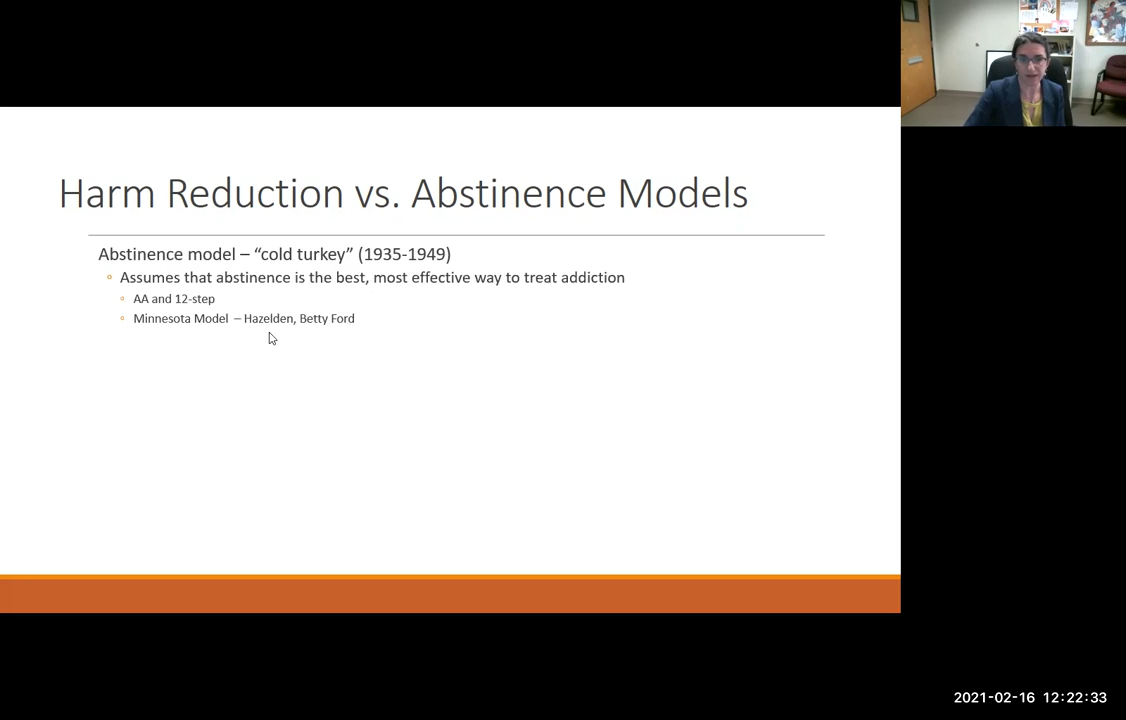 Harm Reduction vs. Abstinence Models
Abstinence model – “cold turkey” (1935-1949)
Assumes that abstinence is the best, most effective way to treat addiction
AA and 12-step
Minnesota Model – Hazelden, Betty Ford
2021-02-16 12:22:33